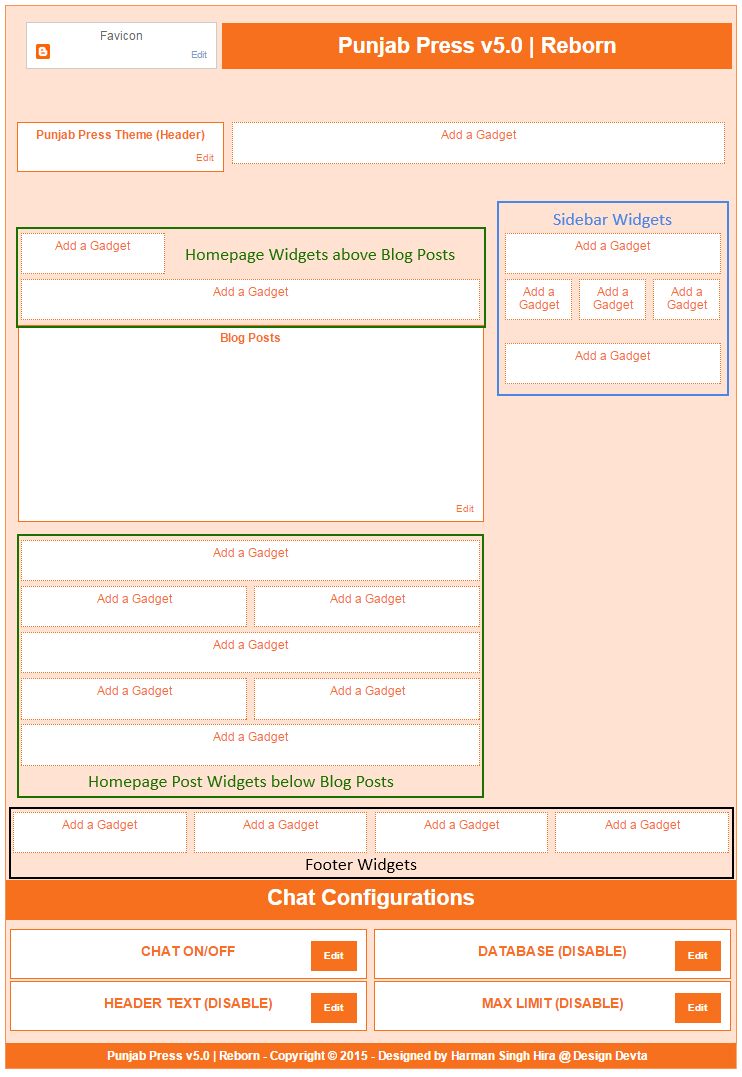 Favicon
Edit
Punjab Press v5.0 | Reborn
Punjab Press Theme (Header)
Edit
Add a Gadget
Sidebar Widgets
Add a Gadget
Add a
Gadget
Add a
Gadget
Add a
Gadget
Add a Gadget
Add a Gadget
Homepage Widgets above Blog Posts
Add a Gadget
Blog Posts
Edit
Add a Gadget
Add a Gadget
Add a Gadget
Add a Gadget
Add a Gadget
Add a Gadget
Add a Gadget
Homepage Post Widgets below Blog Posts
Add a Gadget
Add a Gadget
Add a Gadget
Add a Gadget
Footer Widgets
Chat Configurations
CHAT ON/OFF
Edit
DATABASE (DISABLE)
Edit
HEADER TEXT (DISABLE)
Edit
MAX LIMIT (DISABLE)
Edit
Punjab Press v5.0 | Reborn - Copyright © 2015 - Designed by Harman Singh Hira @ Design Devta